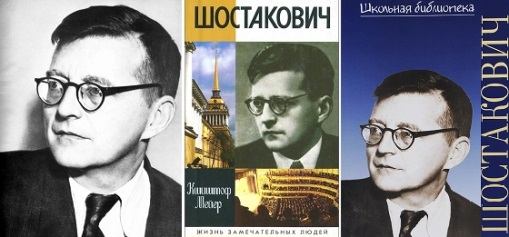 ШОСТАКОВИЧ
Кшиштоф
Мейер
ЖИЗНЬ ЗАМЕЧАТЕЛЬНЫХ ЛЮДЕЙ
Школьная библиотека
ШОСТАКОВИЧ